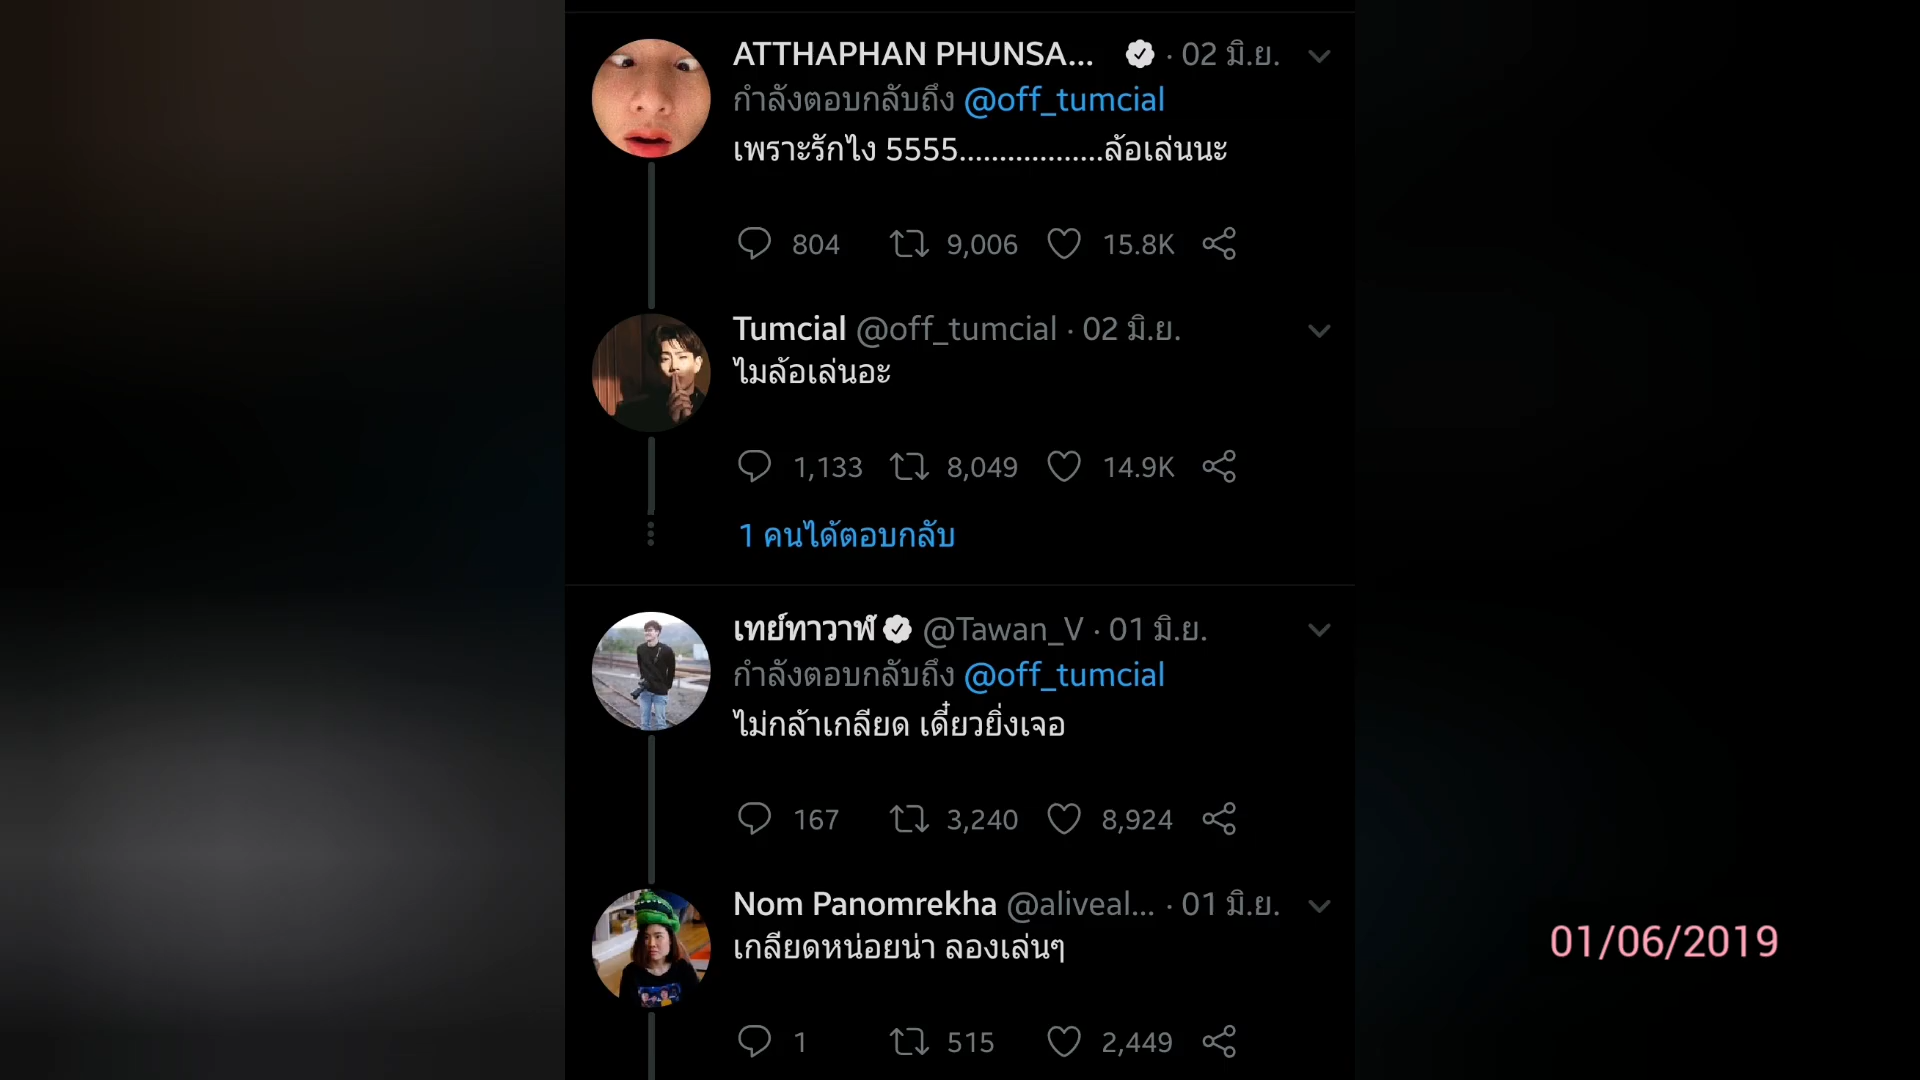 ATTHAPHAN PHUNSA... · 02 มิ.ย.
กำลังตอบกลับถึง @off_tumcial
เพราะรักไง 5555..................ล้อเล่นนะ
804 9,006 15.8K
Tumcial @off_tumcial · 02 มิ.ย.
ไมล้อเล่นอะ
1,133 8,049 14.9K
1 คนได้ตอบกลับ
เทย์ทาวาฬ @Tawan_V · 01 มิ.ย.
กำลังตอบกลับถึง @off_tumcial
ไม่กล้าเกลียด เดี๋ยวยิ่งเจอ
167 3,240 8,924
Nom Panomrekha @aliveal... · 01 มิ.ย.
เกลียดหน่อยน่า ลองเล่นๆ
1 515 2,449
01/06/2019